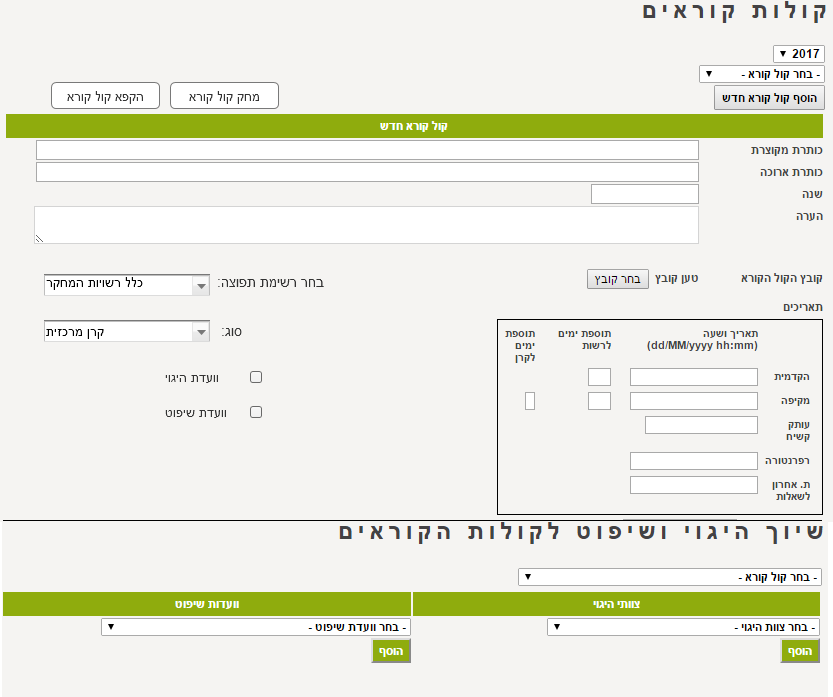 קולות קוראים
2017
- בחר קול קורא -
הוסף קול קורא חדש
מחק קול קורא
הקפא קול קורא
קול קורא חדש
כותרת מקוצרת
כותרת ארוכה
שנה
הערה
קובץ הקול הקורא
טען קובץ
בחר קובץ
בחר רשימת תפוצה:
כלל רשויות המחקר
תאריכים
סוג:
קרן מרכזית
תאריך ושעה
(dd/MM/yyyy hh:mm)
תוספת ימים
לרשות
תוספת
ימים
לקרן
הקדמית
מקיפה
עותק
קשיח
רפרנטורה
ת. אחרון
לשאלות
וועדת היגוי
וועדת שיפוט
שיוך היגוי ושיפוט לקולות הקוראים
- בחר קול קורא -
צוותי היגוי
וועדות שיפוט
- בחר צוות היגוי -
- בחר וועדת שיפוט -
הוסף
הוסף